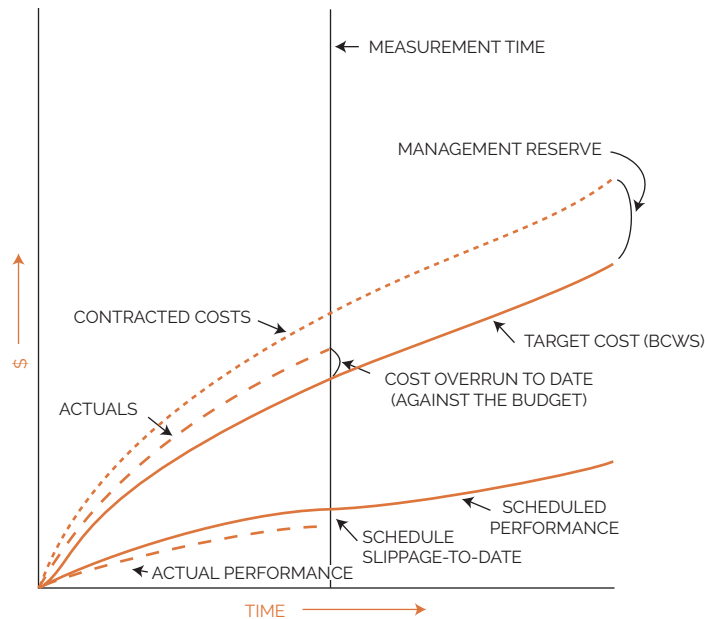 MEASUREMENT TIME
MANAGEMENT RESERVE
CONTRACTED COSTS
TARGET COST (BCWS)
$
COST OVERRUN TO DATE
(AGAINST THE BUDGET)
ACTUALS
SCHEDULED
PERFORMANCE
SCHEDULE
SLIPPAGE-TO-DATE
ACTUAL PERFORMANCE
TIME